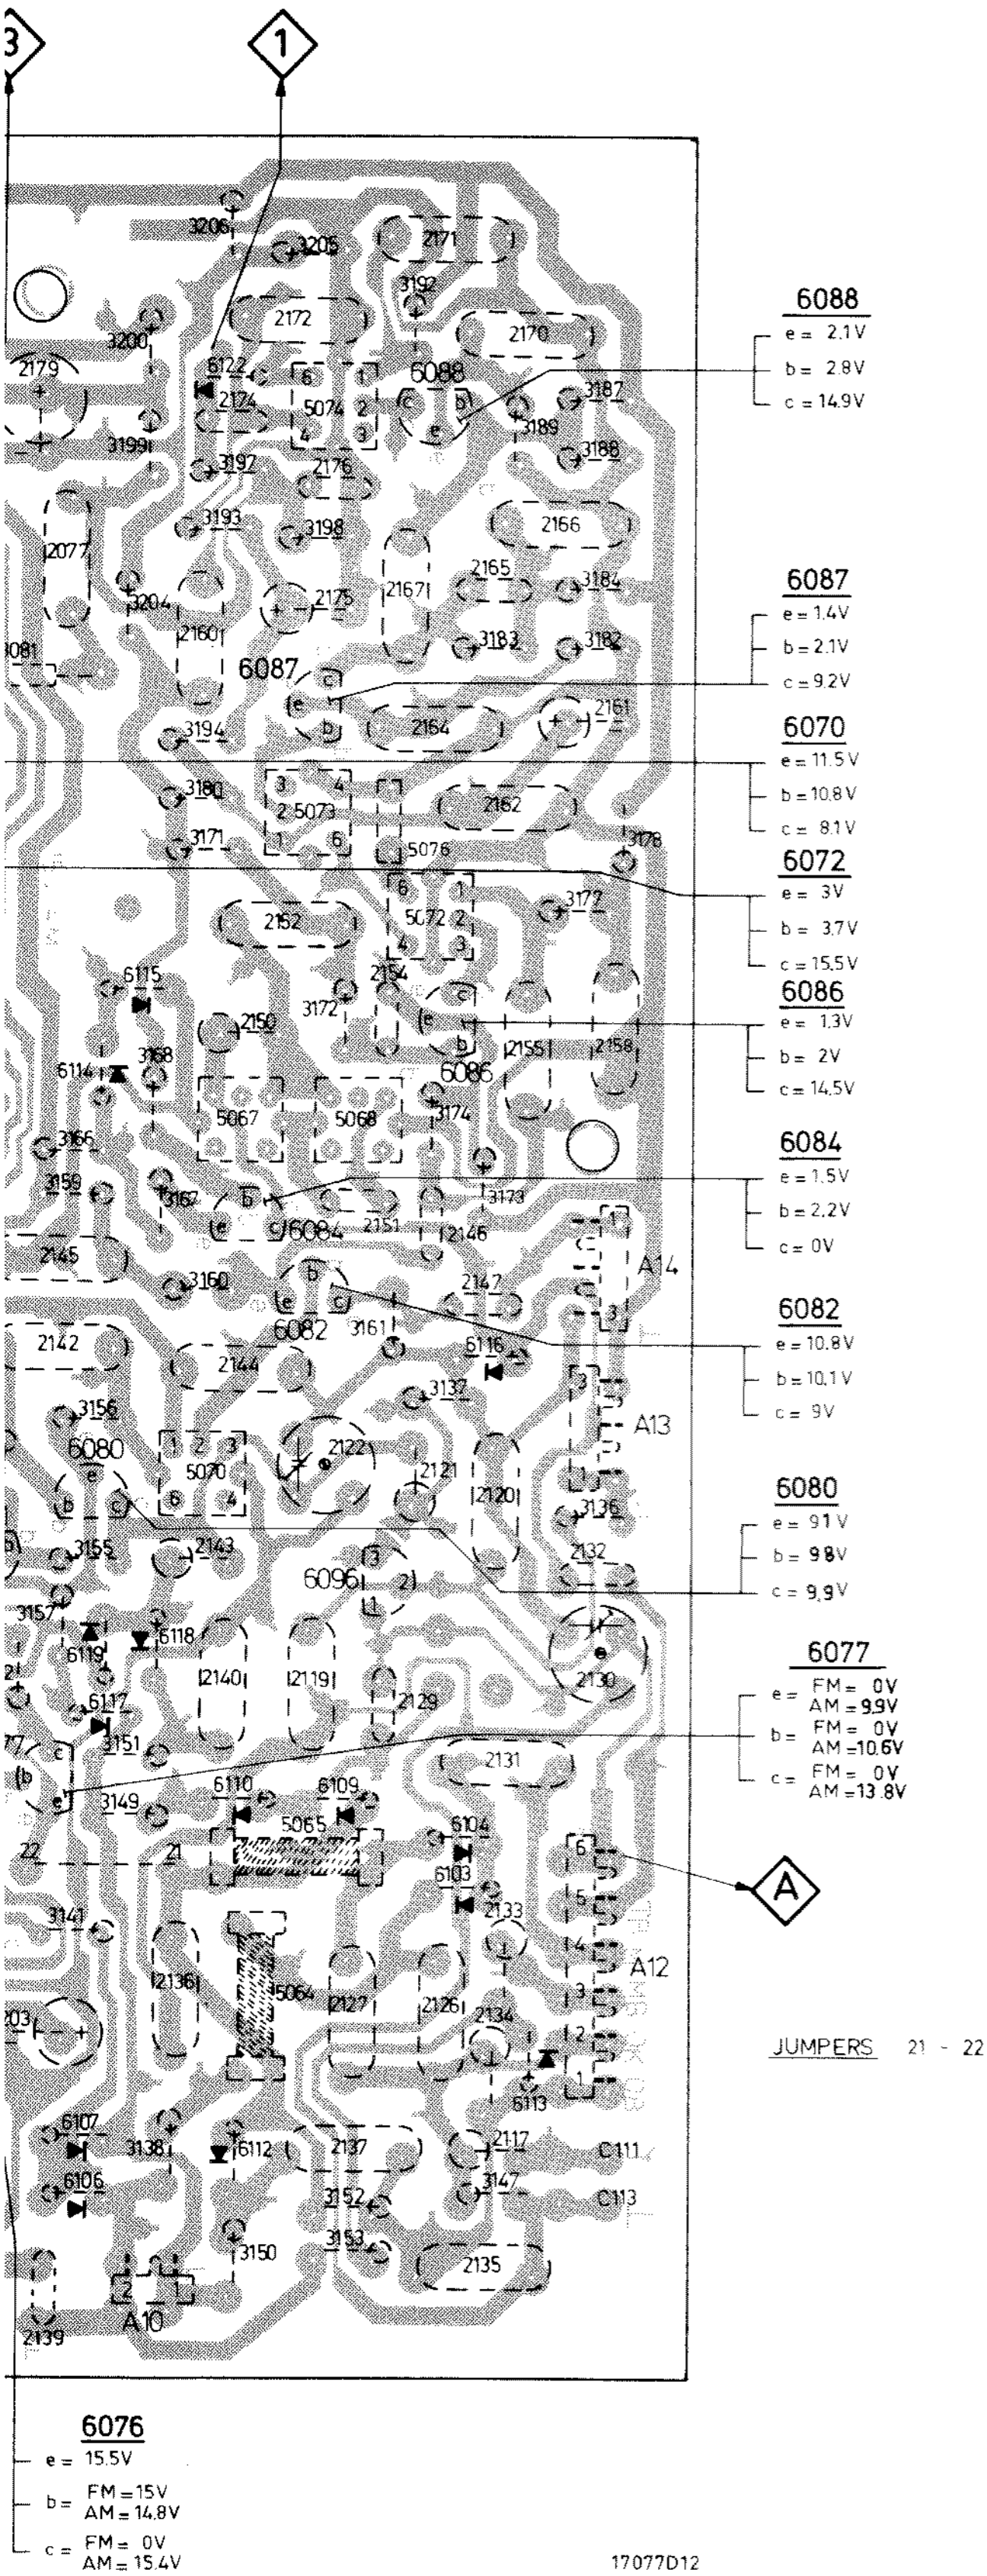 3
1
3206
3205
2171
3192
2172
2170
3200
2179
6122
6
1
6088
c
b
3187
2174
5074
2
e
3189
4
3
3199
3188
3197
2176
3193
3198
2166
2077
2165
3184
2167
3204
2175
2160
3183
3182
3081
6087
c
e
b
2161
3194
2164
3180
3
4
2
5073
2162
1
6
3171
5076
3178
6
1
2152
5072
2
3177
4
3
6115
2154
3172
c
e
b
2150
2155
2158
6114
3168
6086
5067
5068
3174
3166
3159
3167
b
e
c
6084
2151
3173
2146
1
2145
A14
3160
b
e
c
2147
3
6082
3161
2142
2144
6116
3137
3
3156
A13
6080
1
2
3
2122
e
5070
2121
b
c
6
4
2120
1
3136
3155
2143
3
2132
6096
2
1
3157
6119
6118
2140
2119
2130
2129
6117
3151
c
b
e
2131
3149
6110
6109
5065
22
21
6104
6
6103
5
2133
3141
4
2136
5064
2127
2126
A12
3
2134
2
1
6113
6107
3138
6112
2137
2117
C111
6106
3152
3147
C113
3153
3150
2135
2
1
A10
2139
6088
e = 2.1V
b = 2.8V
c = 14.9V
6087
e = 1.4V
b = 2.1V
c = 9.2V
6070
e = 11.5V
b = 10.8V
c = 8.1V
6072
e = 3V
b = 3.7V
c = 15.5V
6086
e = 1.3V
b = 2V
c = 14.5V
6084
e = 1.5V
b = 2.2V
c = 0V
6082
e = 10.8V
b = 10.1V
c = 9V
6080
e = 9.1V
b = 9.8V
c = 9.9V
6077
e = FM = 0V
AM = 9.9V
b = FM = 0V
AM = 10.6V
c = FM = 0V
AM = 13.8V
A
JUMPERS 21 - 22
6076
e = 15.5V
b = FM = 15V
AM = 14.8V
c = FM = 0V
AM = 15.4V
17077D12